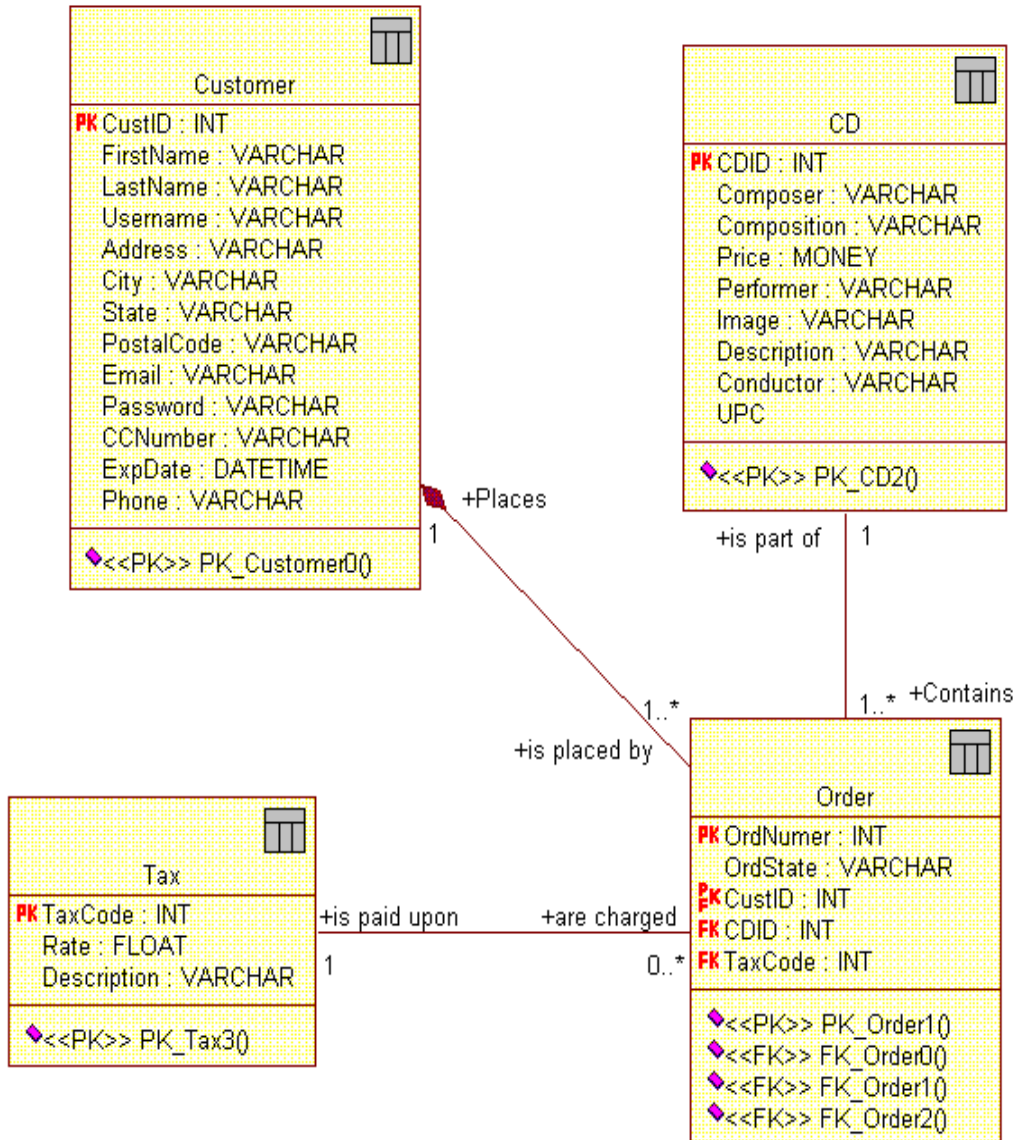 Customer
PK CustID : INT
FirstName : VARCHAR
LastName : VARCHAR
Username : VARCHAR
Address : VARCHAR
City : VARCHAR
State : VARCHAR
PostalCode : VARCHAR
Email : VARCHAR
Password : VARCHAR
CCNumber : VARCHAR
ExpDate : DATETIME
Phone : VARCHAR
<<PK>> PK_Customer0()
CD
PK CDID : INT
Composer : VARCHAR
Composition : VARCHAR
Price : MONEY
Performer : VARCHAR
Image : VARCHAR
Description : VARCHAR
Conductor : VARCHAR
UPC
<<PK>> PK_CD2()
+Places
1
+is part of
1
1..*
+is placed by
1..*
+Contains
Tax
PK TaxCode : INT
Rate : FLOAT
Description : VARCHAR
<<PK>> PK_Tax3()
+is paid upon
1
+are charged
0..*
Order
PK OrdNumer : INT
OrdState : VARCHAR
PF K CustID : INT
FK CDID : INT
FK TaxCode : INT
<<PK>> PK_Order1()
<<FK>> FK_Order0()
<<FK>> FK_Order1()
<<FK>> FK_Order2()